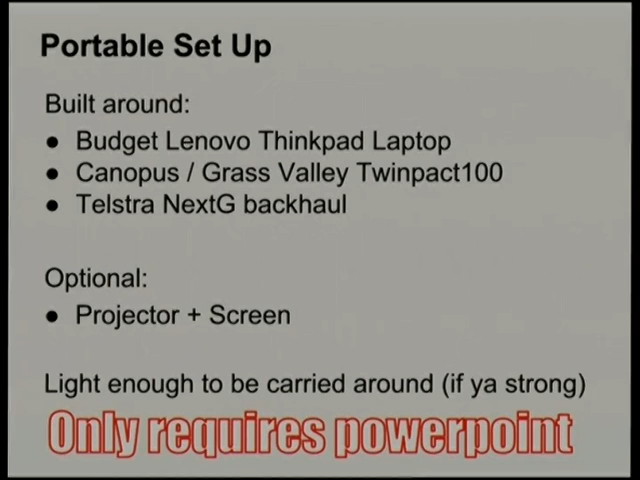 Portable Set Up
Built around:
● Budget Lenovo Thinkpad Laptop
● Canopus / Grass Valley Twinpact100
● Telstra NextG backhaul
Optional:
● Projector + Screen
Light enough to be carried around (if ya strong)
Only requires powerpoint